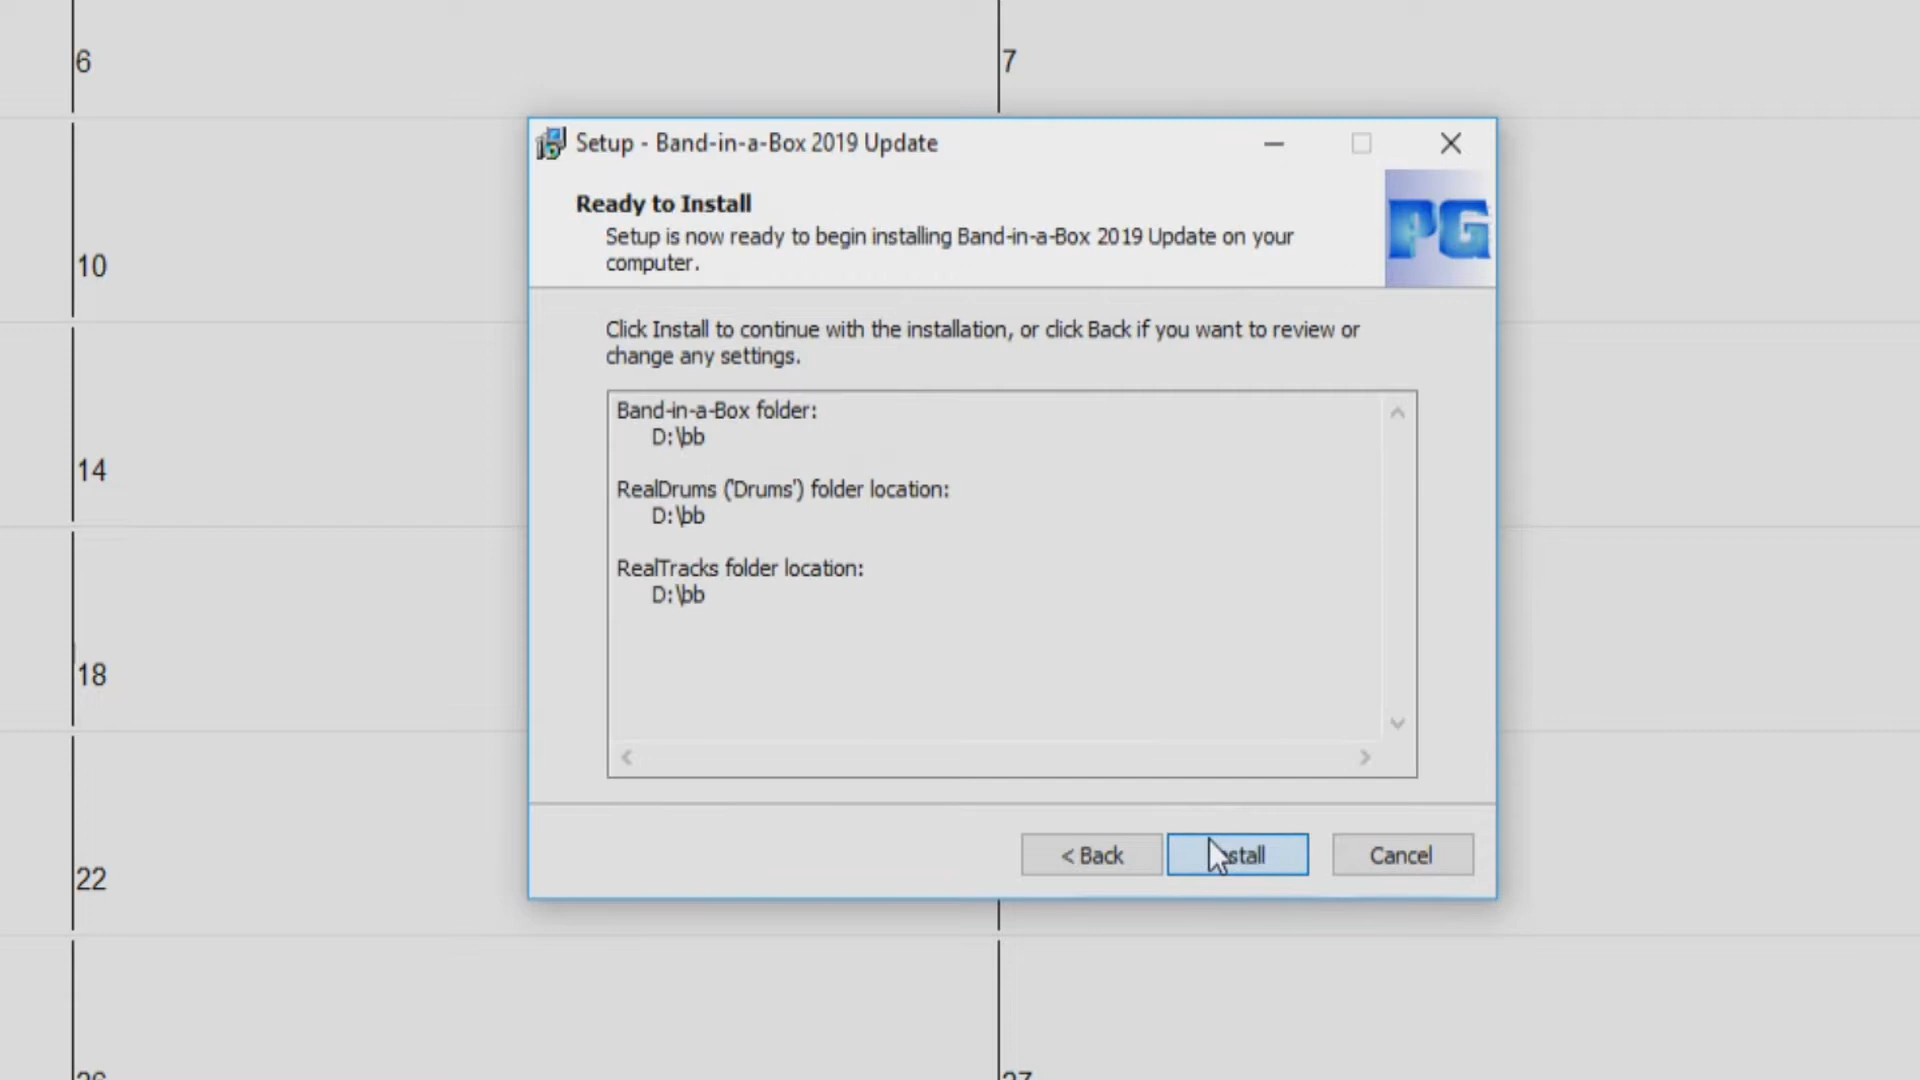 6
7
Setup - Band-in-a-Box 2019 Update
Ready to Install
Setup is now ready to begin installing Band-in-a-Box 2019 Update on your
computer.
PG
10
Click Install to continue with the installation, or click Back if you want to review or
change any settings.
Band-in-a-Box folder:
D:\bb
14
RealDrums ('Drums') folder location:
D:\bb
RealTracks folder location:
D:\bb
18
< Back
Cancel
22